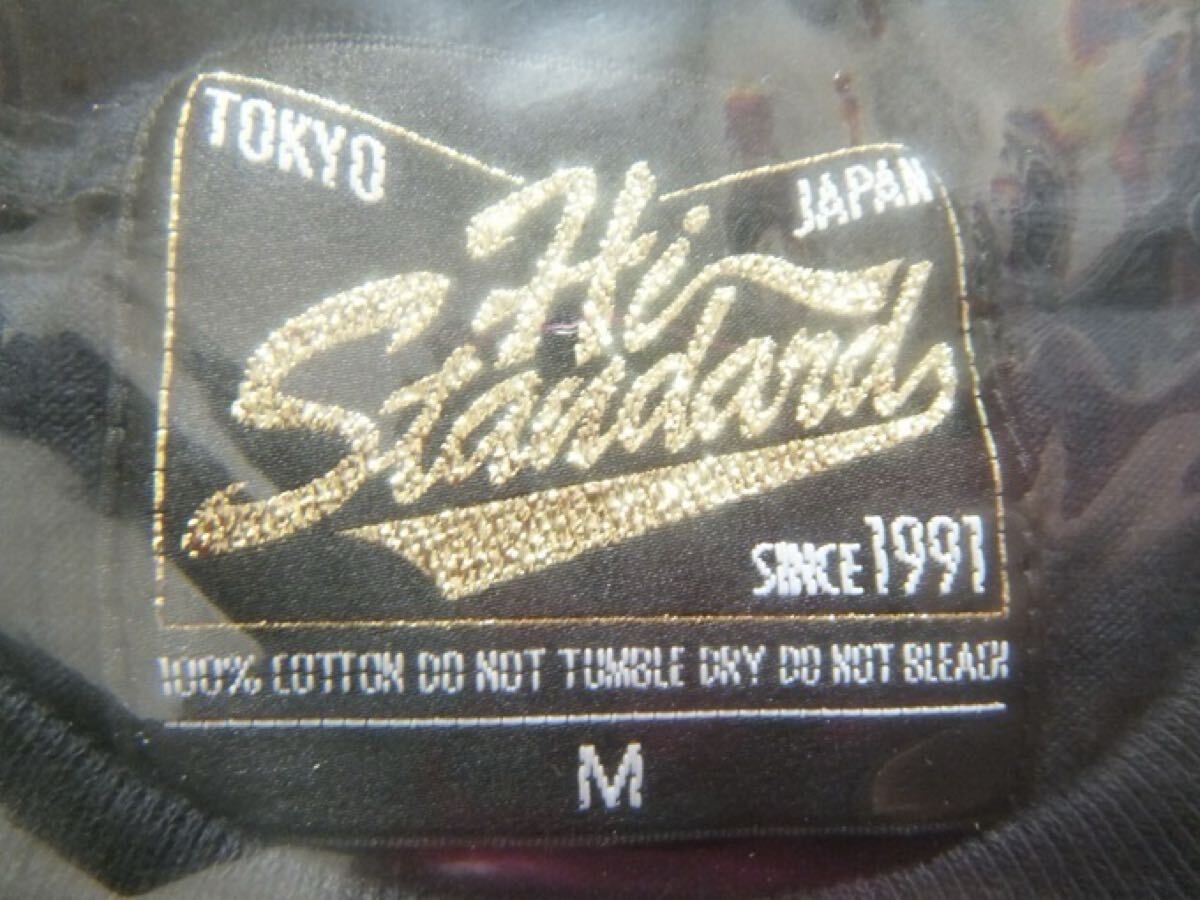 TOKYO
JAPAN
Hi
Standard
SINCE 1991
100% COTTON DO NOT TUMBLE DRY DO NOT BLEACH
M